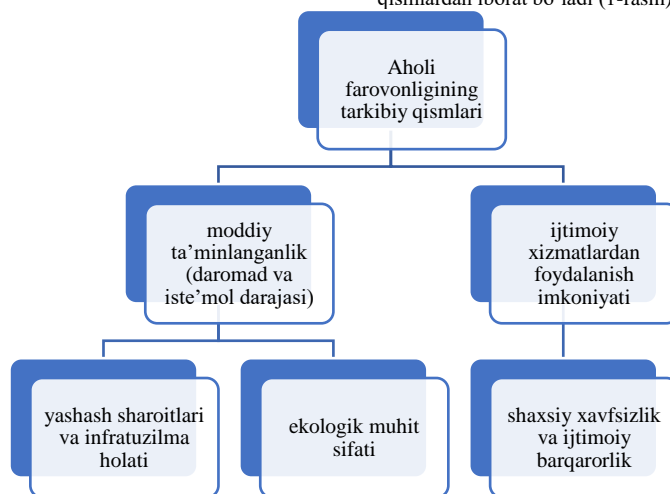 qismlardan iborat bo‘ladi (1-rasm)
Aholi
farovonligining
tarkibiy qismlari
moddiy
ta’minlanganlik
(daromad va
iste’mol darajasi)
ijtimoiy
xizmatlardan
foydalanish
imkoniyati
yashash sharoitlari
va infratuzilma
holati
ekologik muhit
sifati
shaxsiy xavfsizlik
va ijtimoiy
barqarorlik